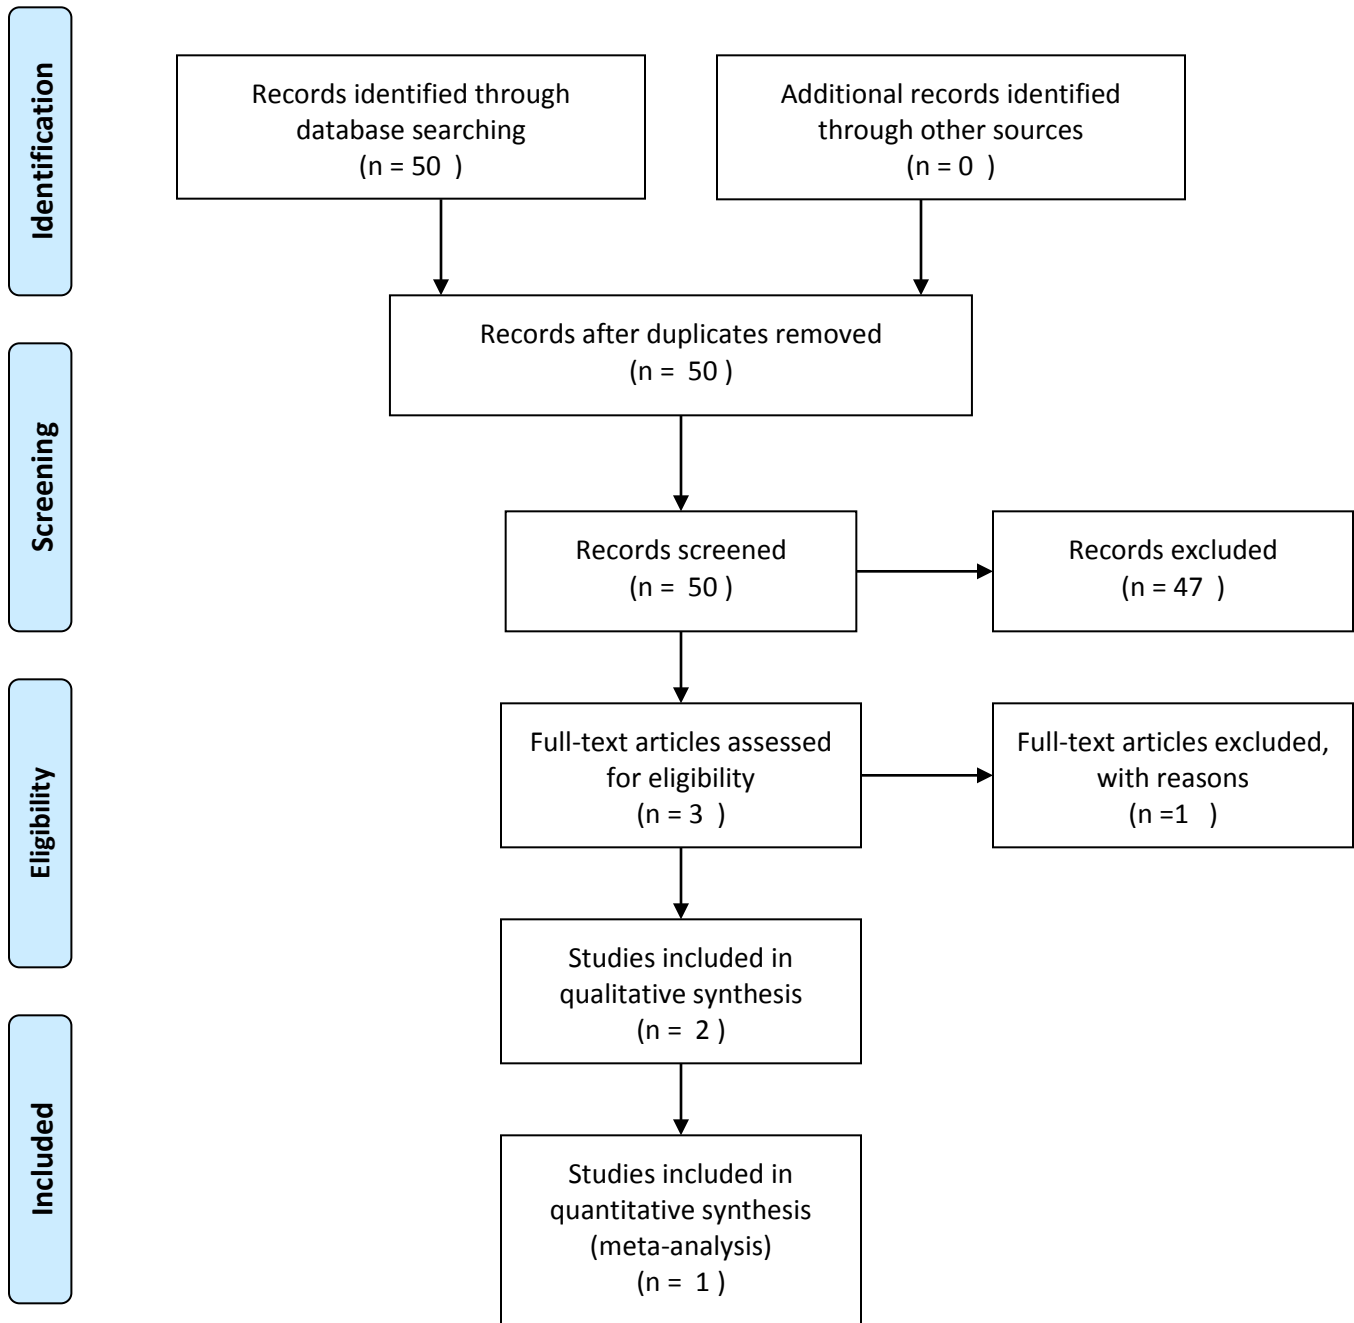 Identification
Records identified through
database searching
(n = 50  )
Additional records identified
through other sources
(n = 0  )
Records after duplicates removed
(n =  50 )
Screening
Records screened
(n =  50 )
Records excluded
(n = 47  )
Eligibility
Full-text articles assessed
for eligibility
(n = 3  )
Full-text articles excluded,
with reasons
(n =1   )
Studies included in
qualitative synthesis
(n =  2 )
Included
Studies included in
quantitative synthesis
(meta-analysis)
(n =  1 )